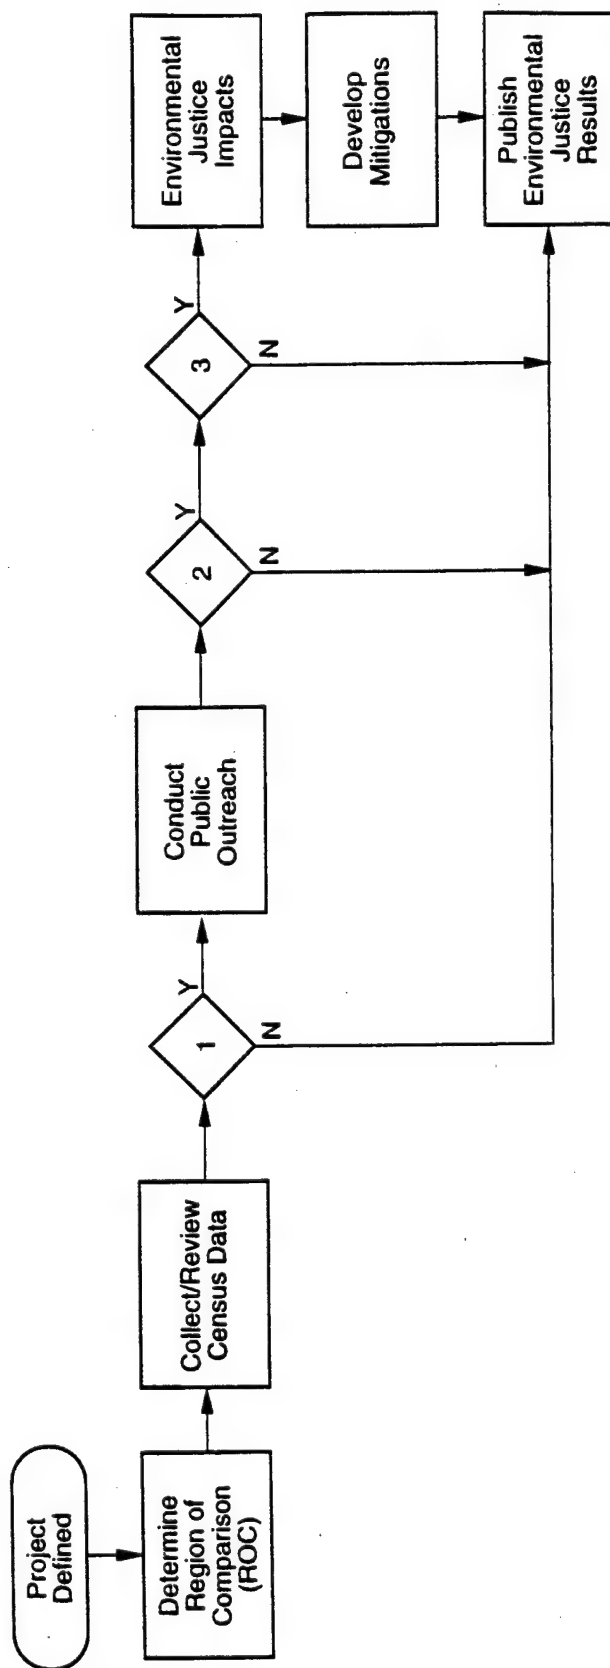 Project
Defined
Determine
Region of
Comparison
(ROC)
Collect/Review
Census Data
1
Y
N
Conduct
Public
Outreach
2
Y
N
3
Y
N
Environmental
Justice
Impacts
Develop
Mitigations
Publish
Environmental
Justice
Results